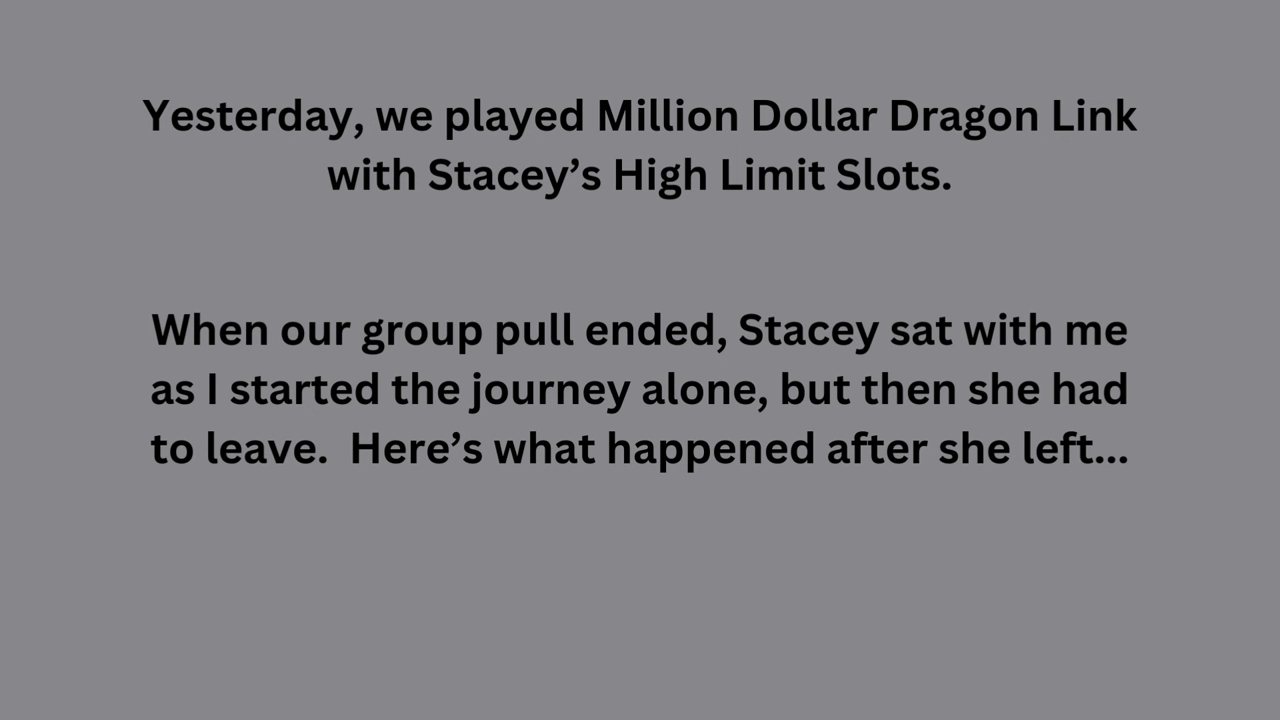 Yesterday, we played Million Dollar Dragon Link
with Stacey’s High Limit Slots.
When our group pull ended, Stacey sat with me
as I started the journey alone, but then she had
to leave.  Here’s what happened after she left...